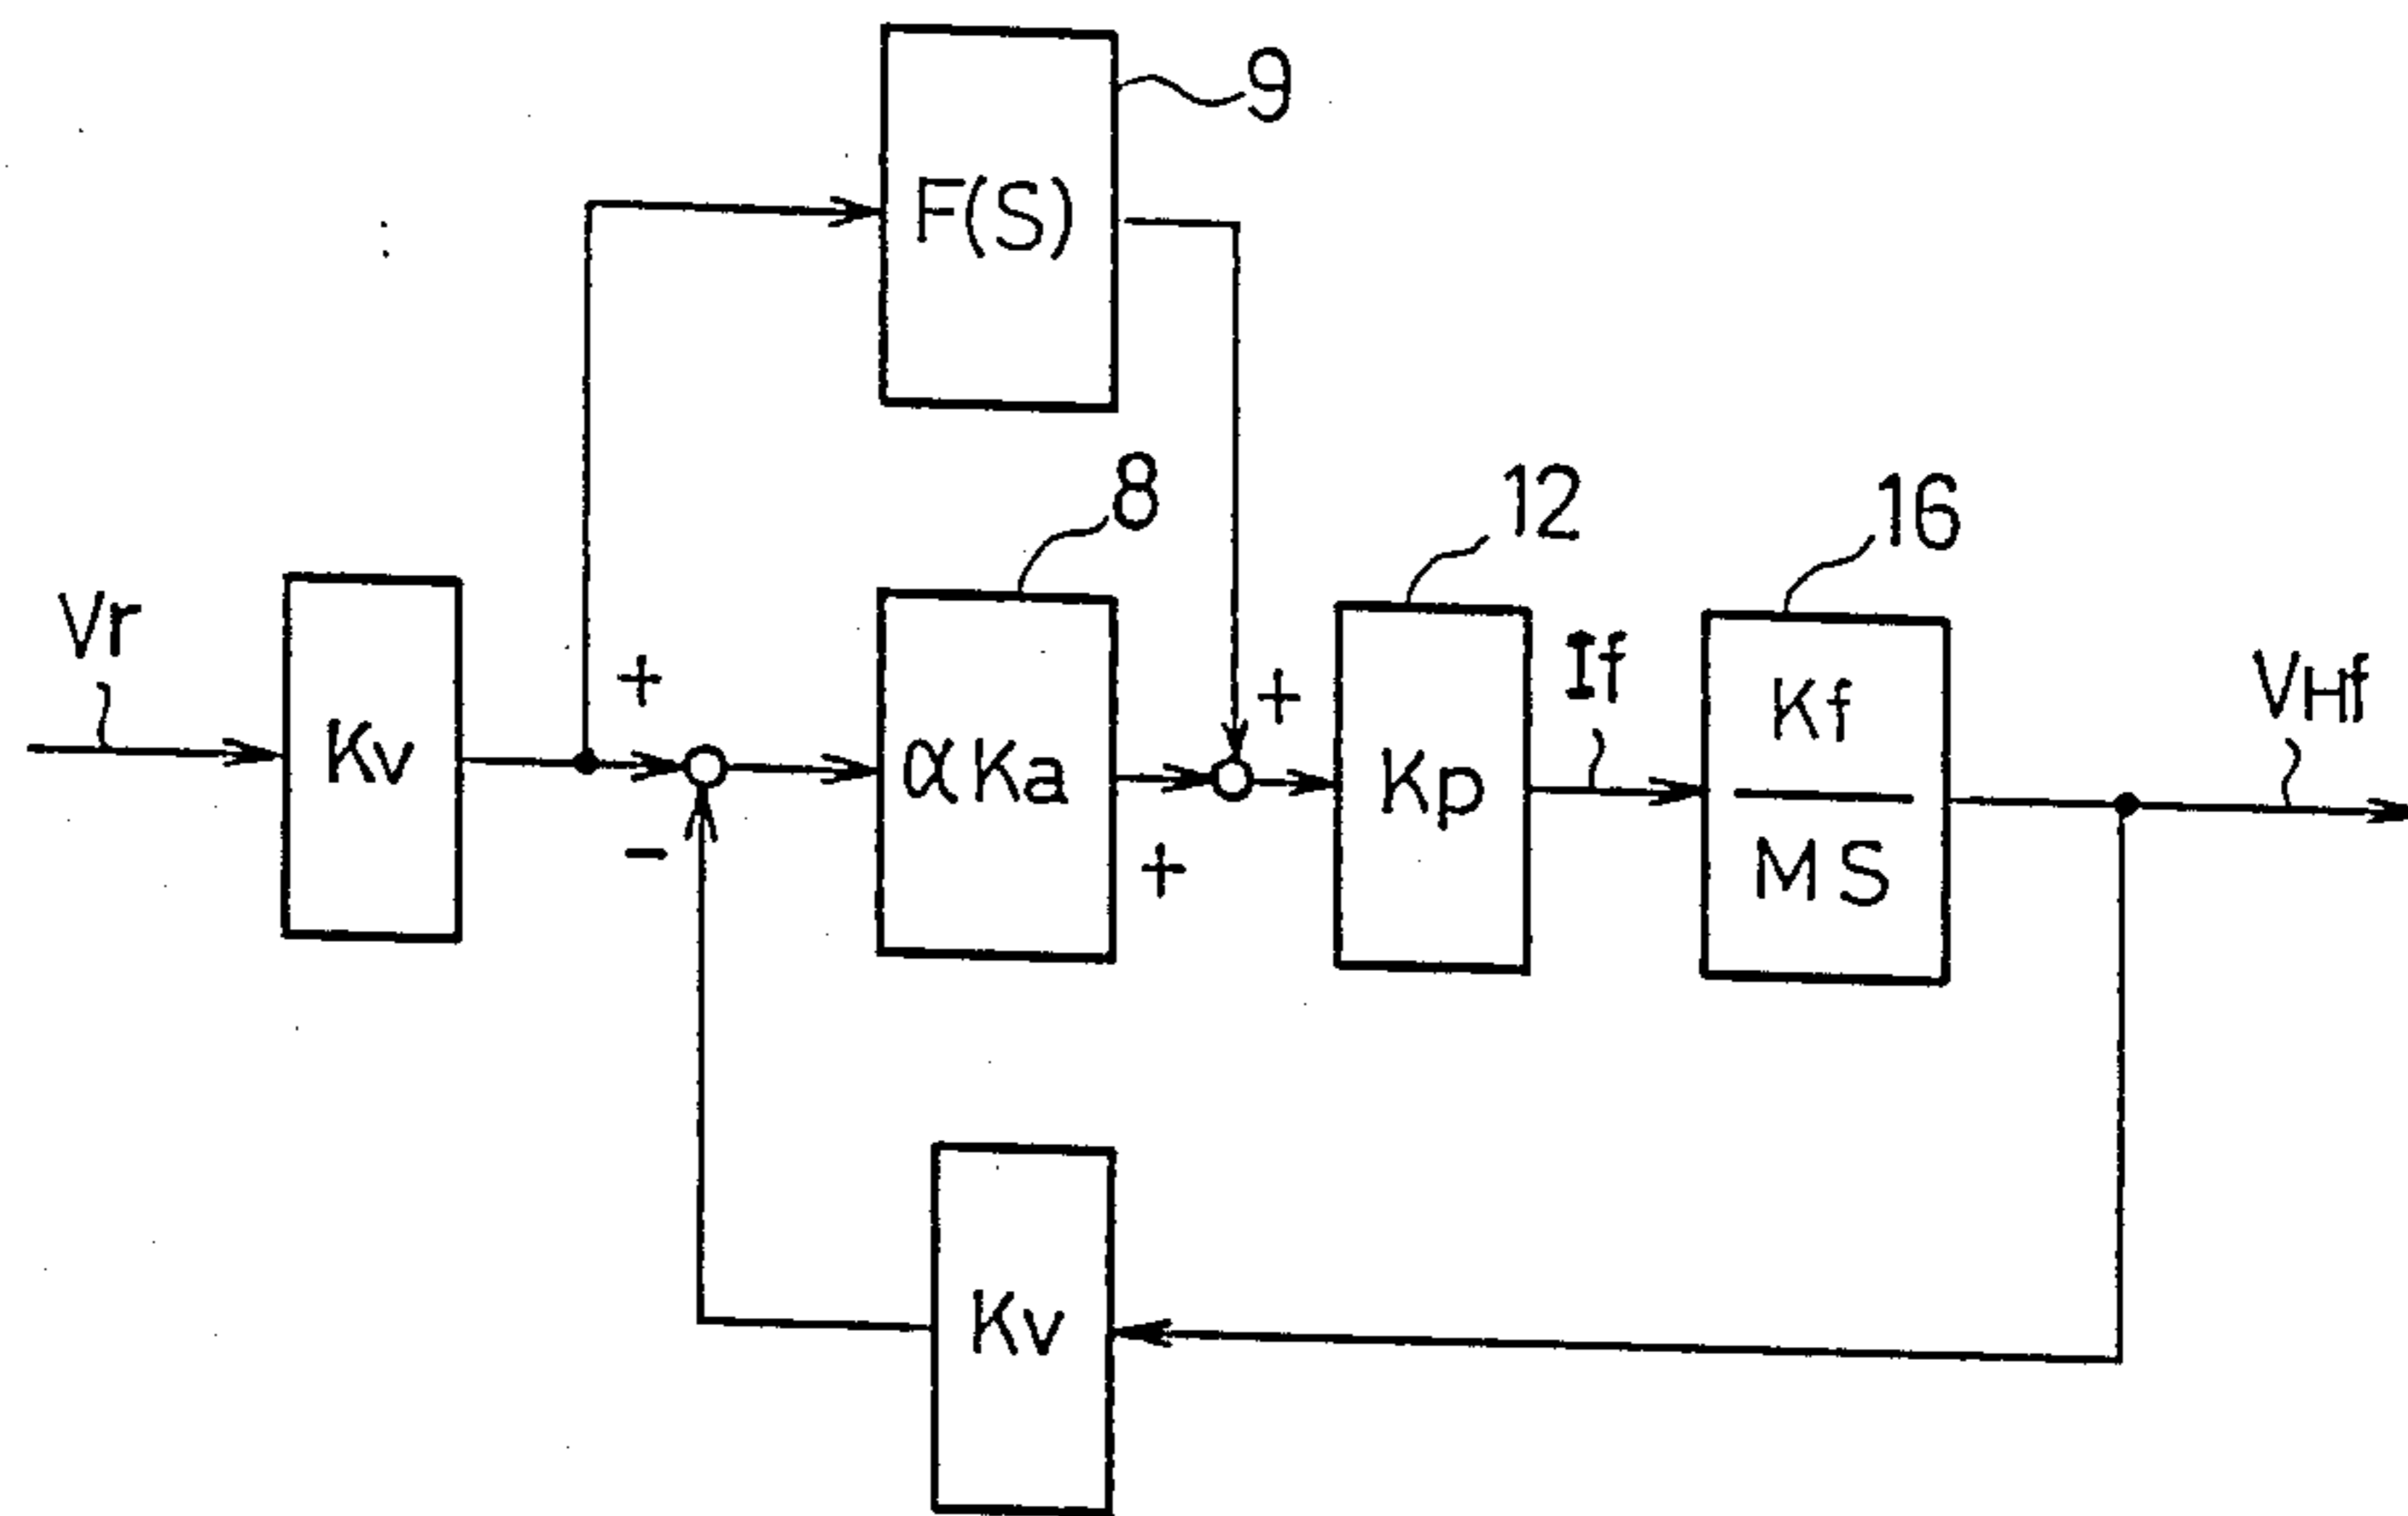 9
F(S)
8
12
16
Vr
+
If
VHf
Kv
αKa
+
Kp
Kf
MS
-
+
Kv